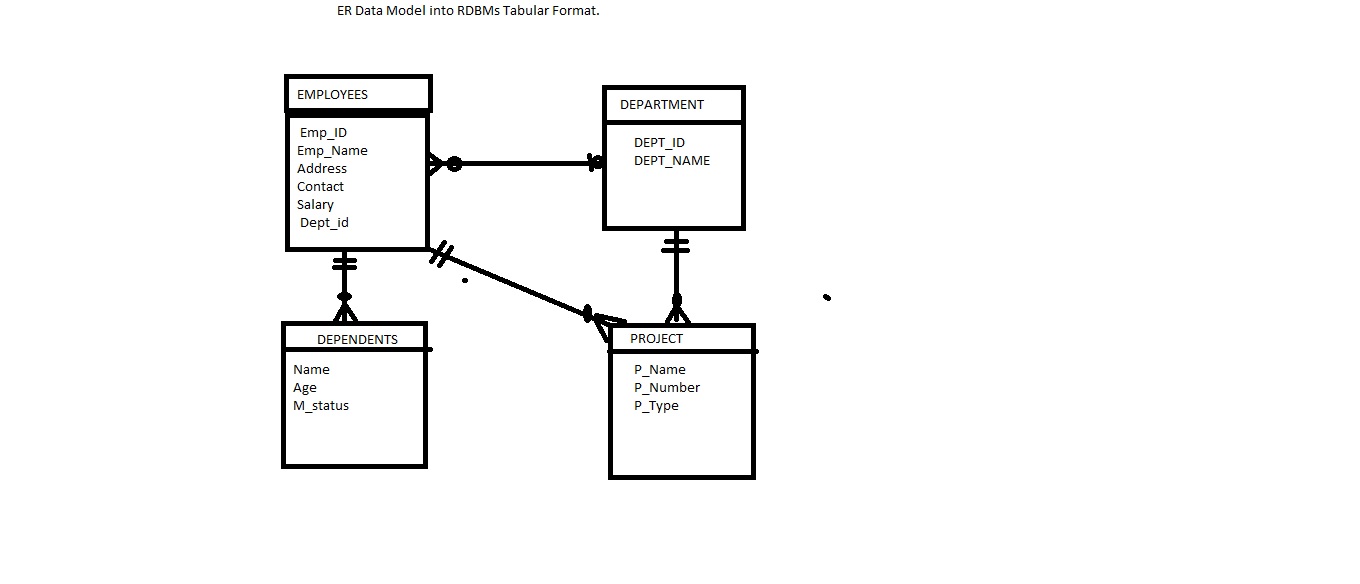 ER Data Model into RDBMs Tabular Format.
EMPLOYEES
Emp_ID
Emp_Name
Address
Contact
Salary
Dept_id
DEPARTMENT
DEPT_ID
DEPT_NAME
DEPENDENTS
Name
Age
M_status
PROJECT
P_Name
P_Number
P_Type